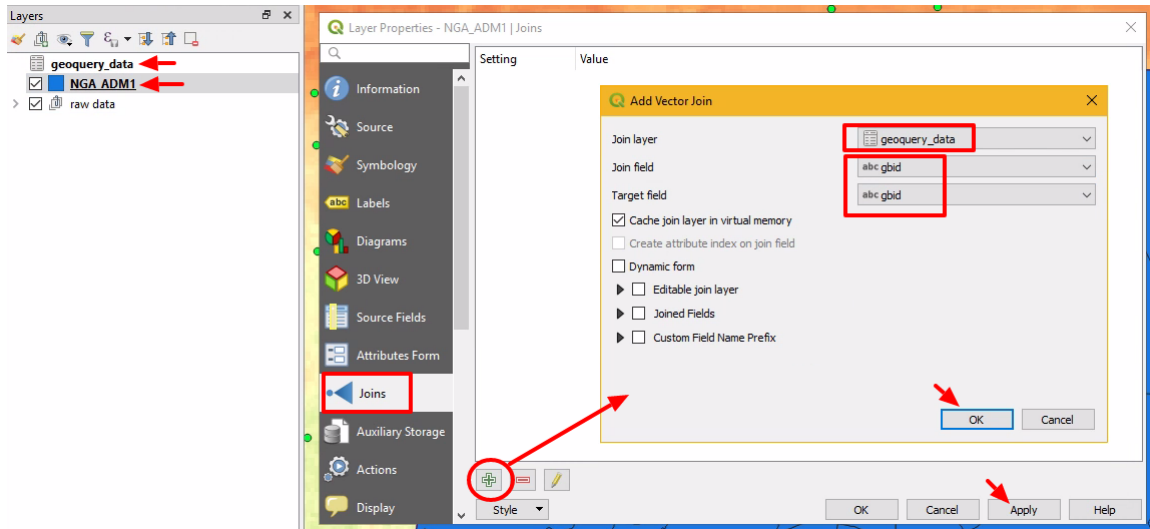 Layers
geoquery_data
NGA_ADM1
raw data
Layer Properties - NGA_ADM1 | Joins
Information
Source
Symbology
abc Labels
Diagrams
3D View
Source Fields
Attributes Form
Joins
Auxiliary Storage
Actions
Display
Setting Value
Add Vector Join
Join layer geoquery_data
Join field abc gbid
Target field abc gbid
Cache join layer in virtual memory
Create attribute index on join field
Dynamic form
Editable join layer
Joined Fields
Custom Field Name Prefix
OK Cancel
Style OK Cancel Apply Help